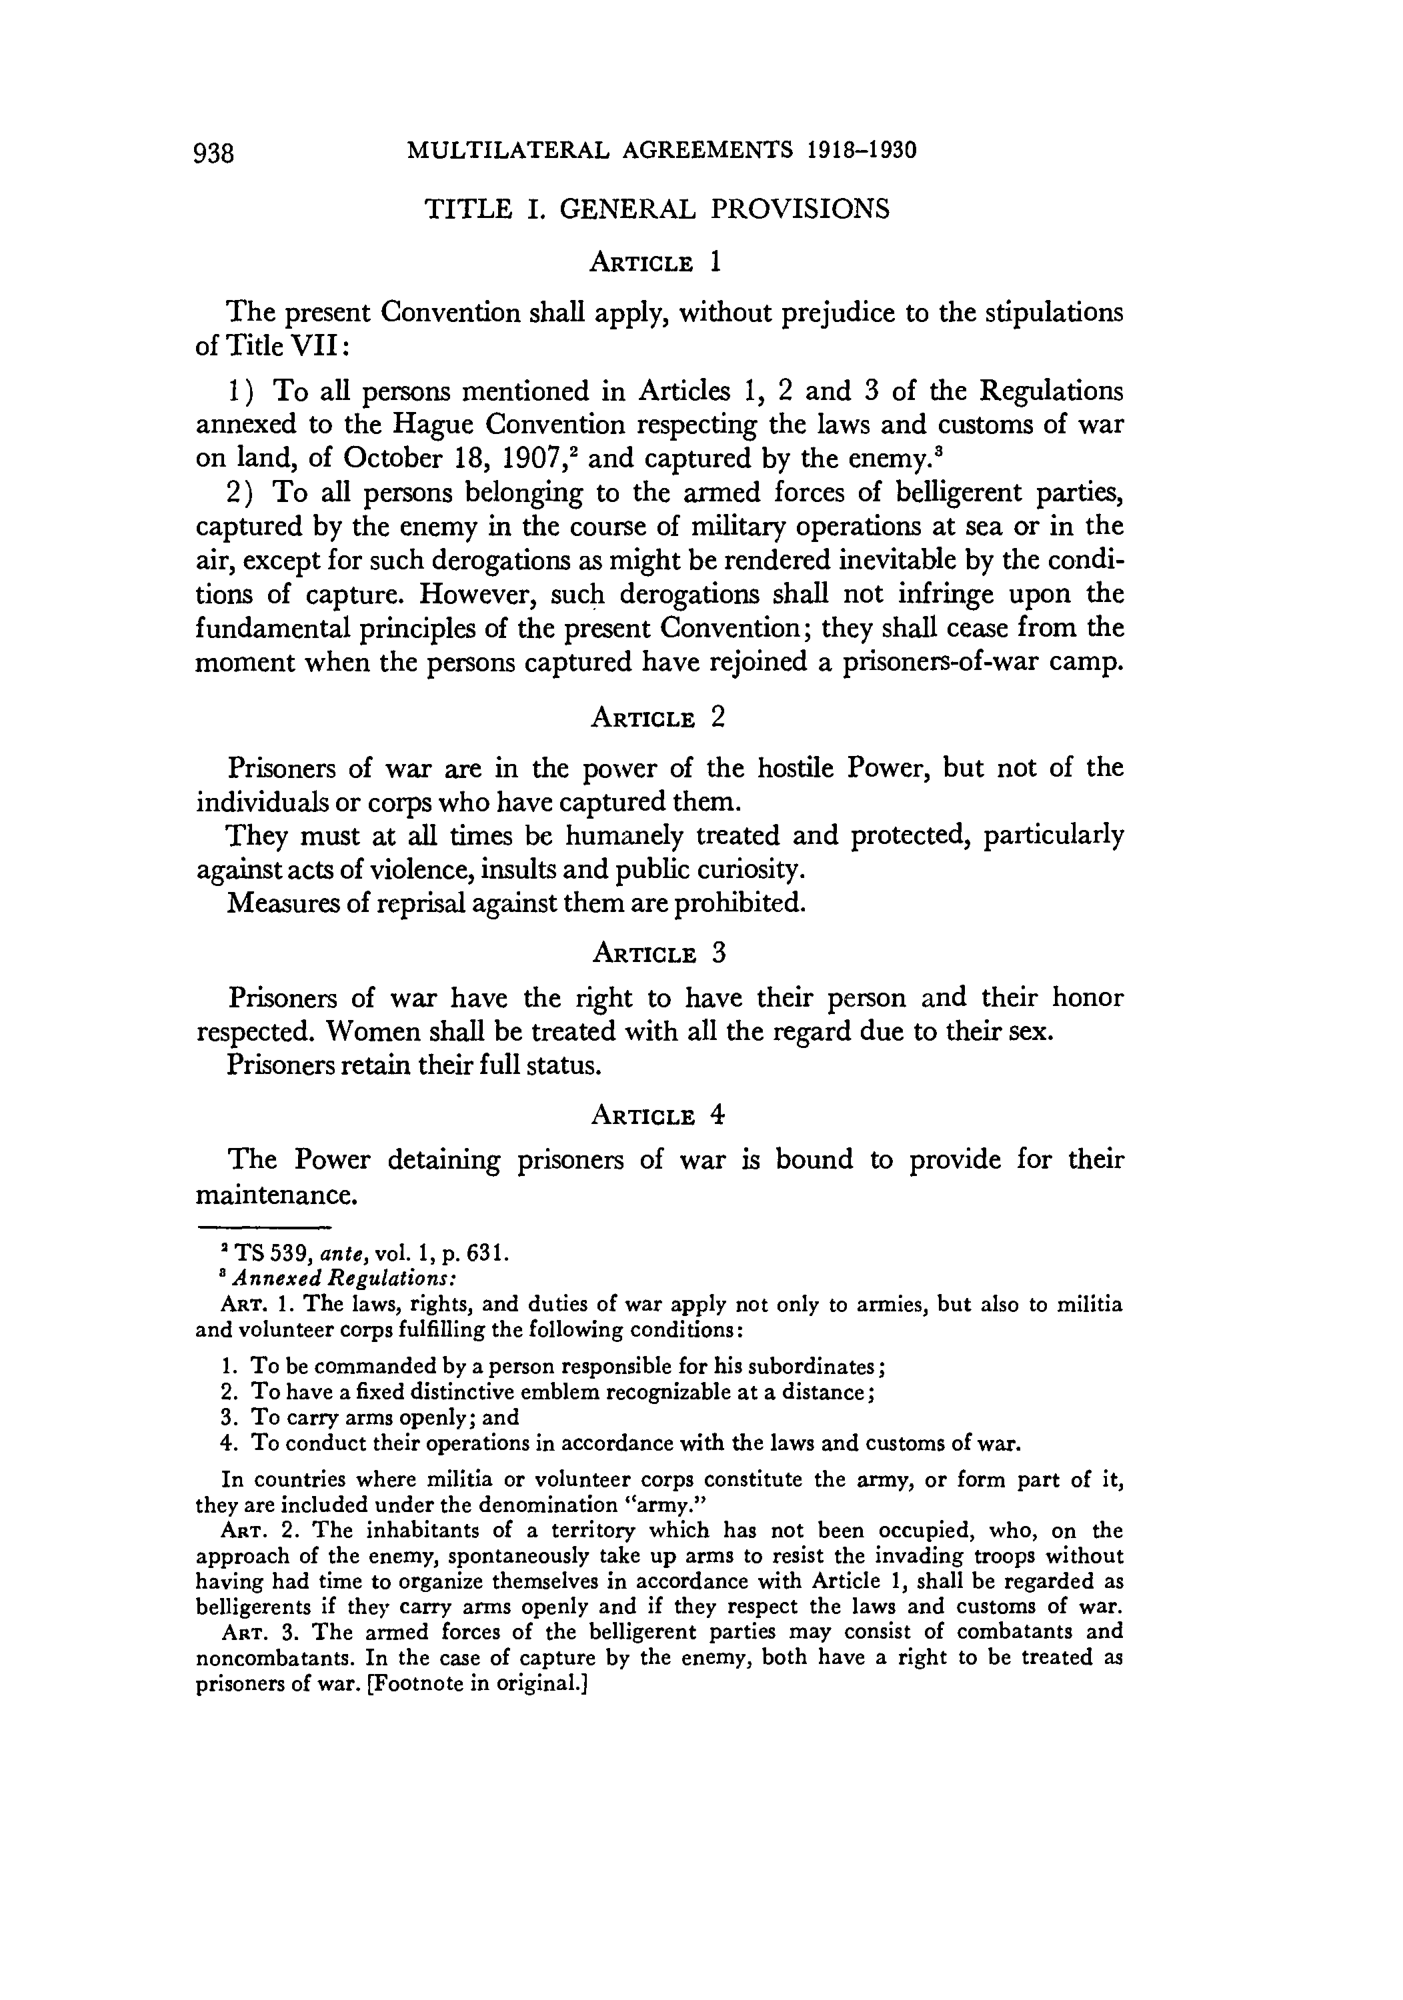 938 MULTILATERAL AGREEMENTS 1918–1930
TITLE I. GENERAL PROVISIONS
ARTICLE 1
The present Convention shall apply, without prejudice to the stipulations
of Title VII:
1) To all persons mentioned in Articles 1, 2 and 3 of the Regulations
annexed to the Hague Convention respecting the laws and customs of war
on land, of October 18, 1907,² and captured by the enemy.³
2) To all persons belonging to the armed forces of belligerent parties,
captured by the enemy in the course of military operations at sea or in the
air, except for such derogations as might be rendered inevitable by the condi-
tions of capture. However, such derogations shall not infringe upon the
fundamental principles of the present Convention; they shall cease from the
moment when the persons captured have rejoined a prisoners-of-war camp.
ARTICLE 2
Prisoners of war are in the power of the hostile Power, but not of the
individuals or corps who have captured them.
They must at all times be humanely treated and protected, particularly
against acts of violence, insults and public curiosity.
Measures of reprisal against them are prohibited.
ARTICLE 3
Prisoners of war have the right to have their person and their honor
respected. Women shall be treated with all the regard due to their sex.
Prisoners retain their full status.
ARTICLE 4
The Power detaining prisoners of war is bound to provide for their
maintenance.
² TS 539, ante, vol. 1, p. 631.
³ Annexed Regulations:
ART. 1. The laws, rights, and duties of war apply not only to armies, but also to militia
and volunteer corps fulfilling the following conditions:
1. To be commanded by a person responsible for his subordinates;
2. To have a fixed distinctive emblem recognizable at a distance;
3. To carry arms openly; and
4. To conduct their operations in accordance with the laws and customs of war.
In countries where militia or volunteer corps constitute the army, or form part of it,
they are included under the denomination "army."
ART. 2. The inhabitants of a territory which has not been occupied, who, on the
approach of the enemy, spontaneously take up arms to resist the invading troops without
having had time to organize themselves in accordance with Article 1, shall be regarded as
belligerents if they carry arms openly and if they respect the laws and customs of war.
ART. 3. The armed forces of the belligerent parties may consist of combatants and
noncombatants. In the case of capture by the enemy, both have a right to be treated as
prisoners of war. [Footnote in original.]